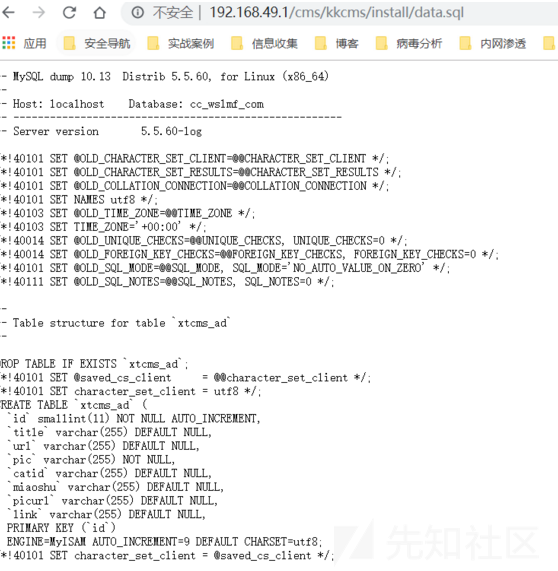 不安全 | 192.168.49.1/cms/kkcms/install/data.sql
应用 安全导航 实战案例 信息收集 博客 病毒分析 内网渗透
-- MySQL dump 10.13  Distrib 5.5.60, for Linux (x86_64)
--
-- Host: localhost    Database: cc_wslmf_com
-- ------------------------------------------------------
-- Server version       5.5.60-log
*!40101 SET @OLD_CHARACTER_SET_CLIENT=@@CHARACTER_SET_CLIENT */;
*!40101 SET @OLD_CHARACTER_SET_RESULTS=@@CHARACTER_SET_RESULTS */;
*!40101 SET @OLD_COLLATION_CONNECTION=@@COLLATION_CONNECTION */;
*!40101 SET NAMES utf8 */;
*!40103 SET @OLD_TIME_ZONE=@@TIME_ZONE */;
*!40103 SET TIME_ZONE='+00:00' */;
*!40014 SET @OLD_UNIQUE_CHECKS=@@UNIQUE_CHECKS, UNIQUE_CHECKS=0 */;
*!40014 SET @OLD_FOREIGN_KEY_CHECKS=@@FOREIGN_KEY_CHECKS, FOREIGN_KEY_CHECKS=0 */;
*!40101 SET @OLD_SQL_MODE=@@SQL_MODE, SQL_MODE='NO_AUTO_VALUE_ON_ZERO' */;
*!40111 SET @OLD_SQL_NOTES=@@SQL_NOTES, SQL_NOTES=0 */;
--
-- Table structure for table `xtcms_ad`
--
ROP TABLE IF EXISTS `xtcms_ad`;
*!40101 SET @saved_cs_client     = @@character_set_client */;
*!40101 SET character_set_client = utf8 */;
REATE TABLE `xtcms_ad` (
`id` smallint(11) NOT NULL AUTO_INCREMENT,
`title` varchar(255) DEFAULT NULL,
`url` varchar(255) DEFAULT NULL,
`pic` varchar(255) NOT NULL,
`catid` varchar(255) DEFAULT NULL,
`miaoshu` varchar(255) DEFAULT NULL,
`picurl` varchar(255) DEFAULT NULL,
`link` varchar(255) DEFAULT NULL,
PRIMARY KEY (`id`)
ENGINE=MyISAM AUTO_INCREMENT=9 DEFAULT CHARSET=utf8;
*!40101 SET character_set_client = @saved_cs_client */;
先知社区